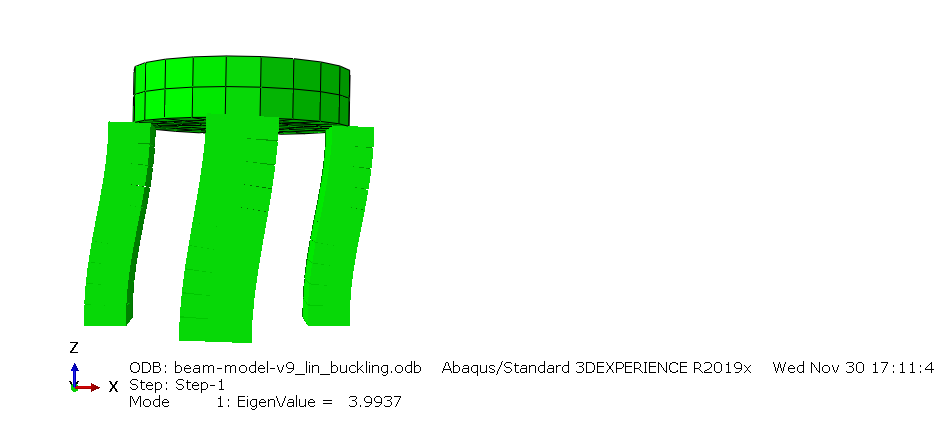 Z
Y X
ODB: beam-model-v9_lin_buckling.odb Abaqus/Standard 3DEXPERIENCE R2019x Wed Nov 30 17:11:4
Step: Step-1
Mode 1: EigenValue = 3.9937